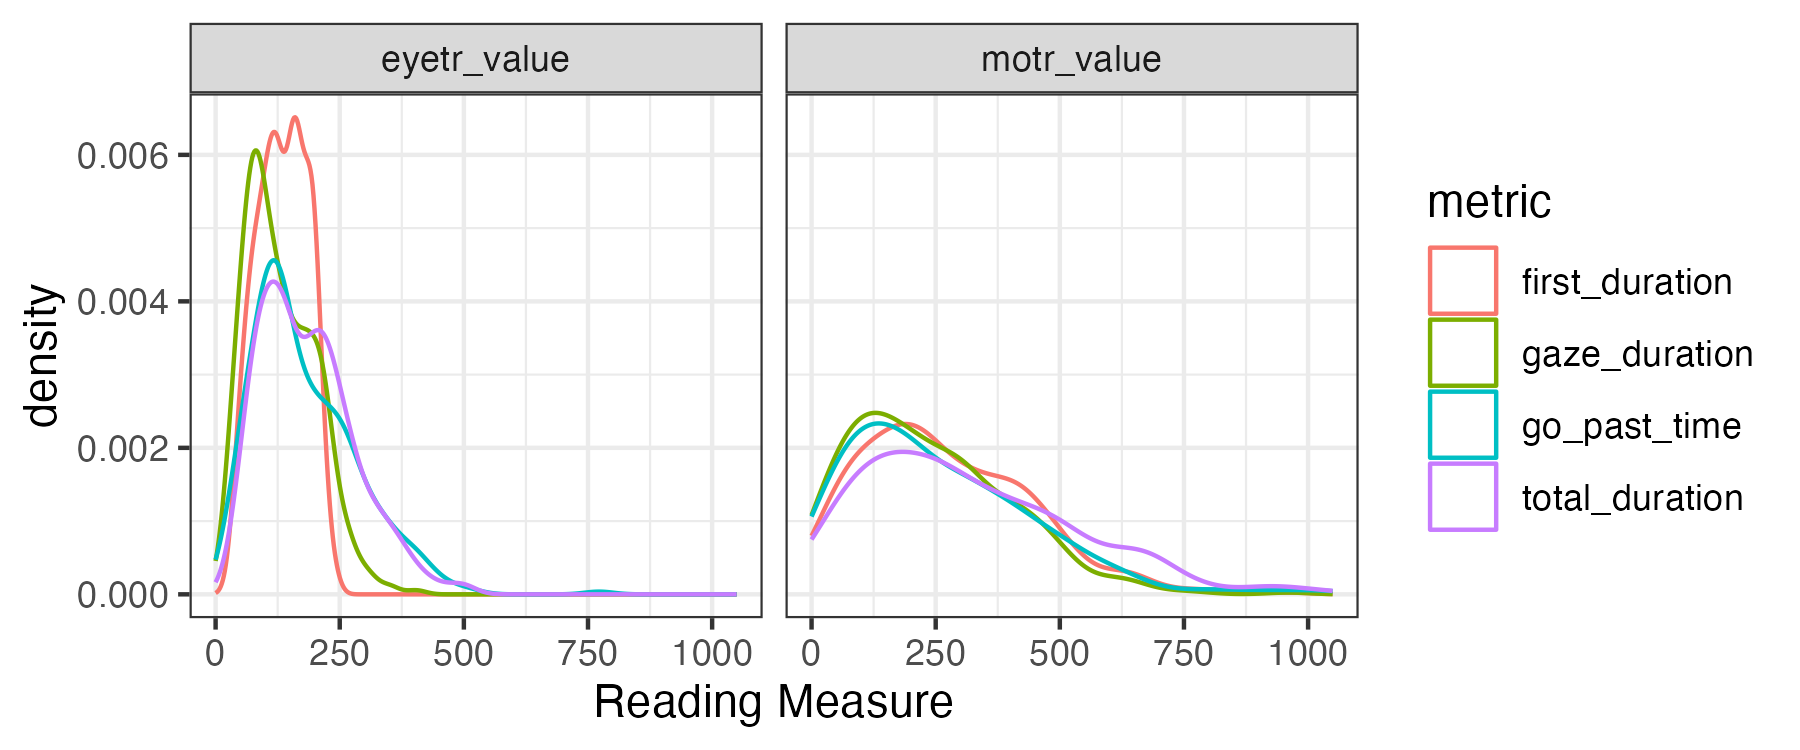 eyetr_value
motr_value
density
0.006
0.004
0.002
0.000
0 250 500 750 1000
0 250 500 750 1000
Reading Measure
metric
first_duration
gaze_duration
go_past_time
total_duration